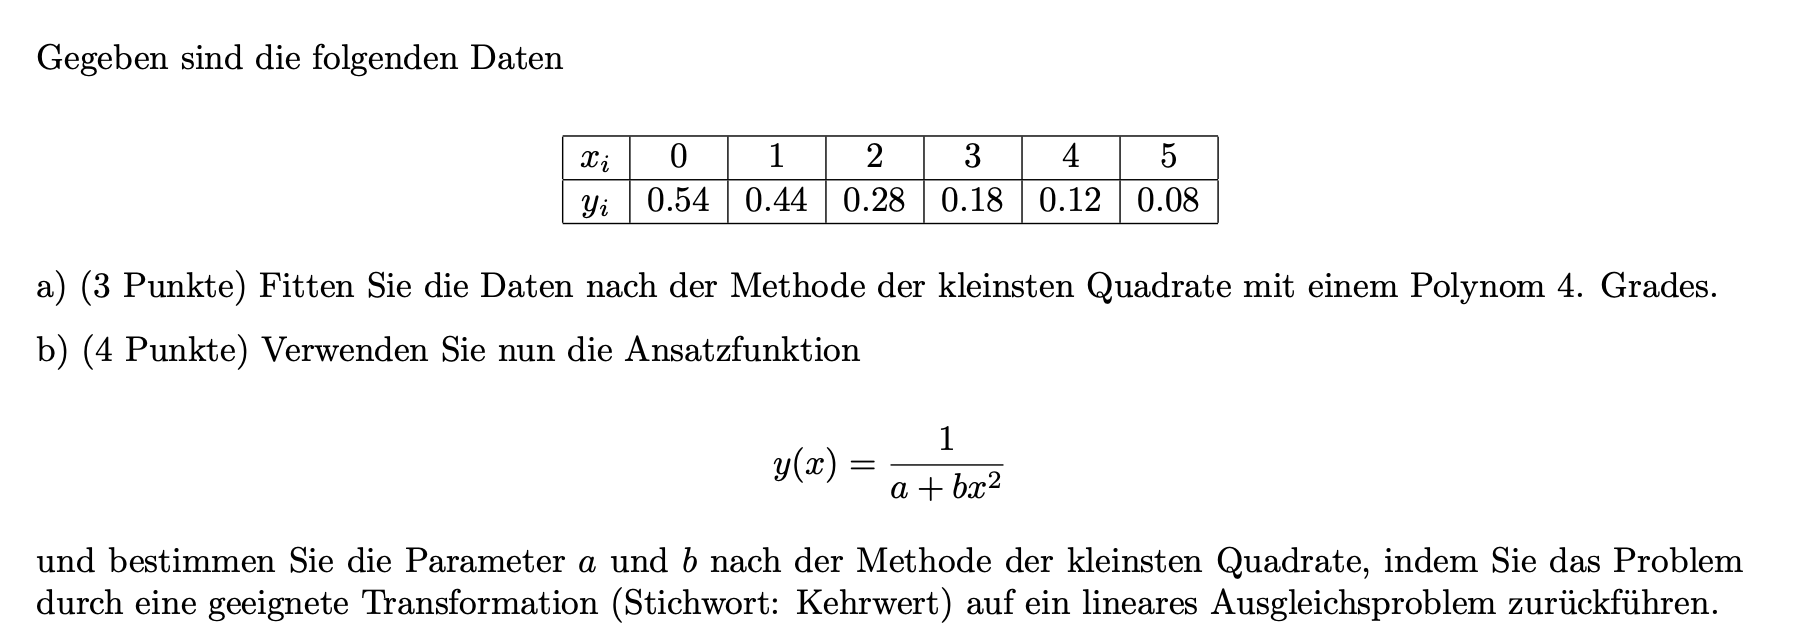 Gegeben sind die folgenden Daten
x_i 0 1 2 3 4 5
y_i 0.54 0.44 0.28 0.18 0.12 0.08
a) (3 Punkte) Fitten Sie die Daten nach der Methode der kleinsten Quadrate mit einem Polynom 4. Grades.
b) (4 Punkte) Verwenden Sie nun die Ansatzfunktion
y(x) = 1 / (a + bx²)
und bestimmen Sie die Parameter a und b nach der Methode der kleinsten Quadrate, indem Sie das Problem
durch eine geeignete Transformation (Stichwort: Kehrwert) auf ein lineares Ausgleichsproblem zurückführen.